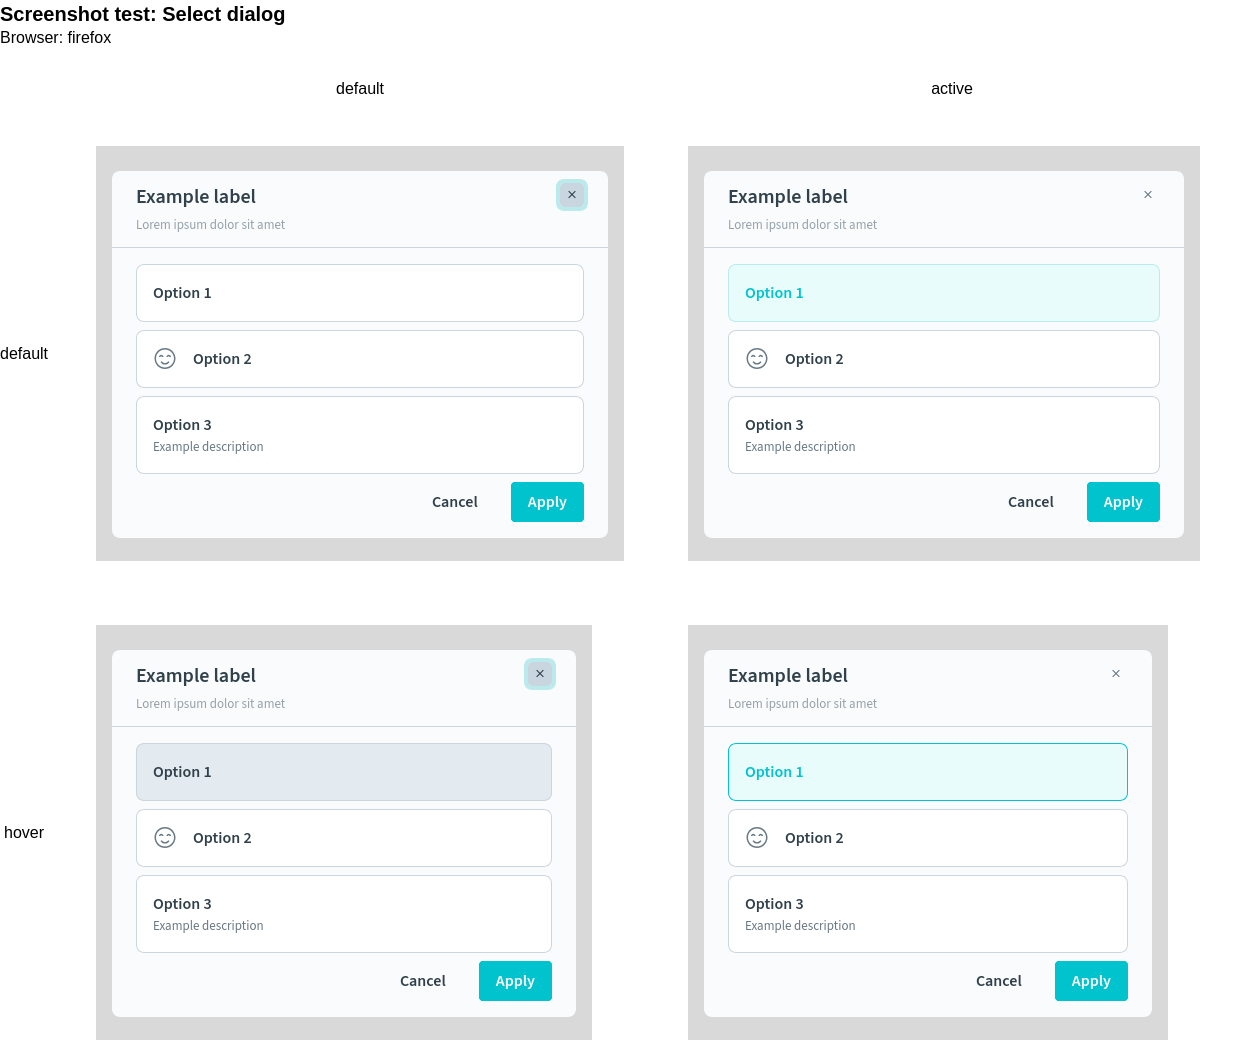 Screenshot test: Select dialog
Browser: firefox
default
active
default
Example label
×
Lorem ipsum dolor sit amet
Option 1
Option 2
Option 3
Example description
Cancel
Apply
Example label
×
Lorem ipsum dolor sit amet
Option 1
Option 2
Option 3
Example description
Cancel
Apply
hover
Example label
×
Lorem ipsum dolor sit amet
Option 1
Option 2
Option 3
Example description
Cancel
Apply
Example label
×
Lorem ipsum dolor sit amet
Option 1
Option 2
Option 3
Example description
Cancel
Apply